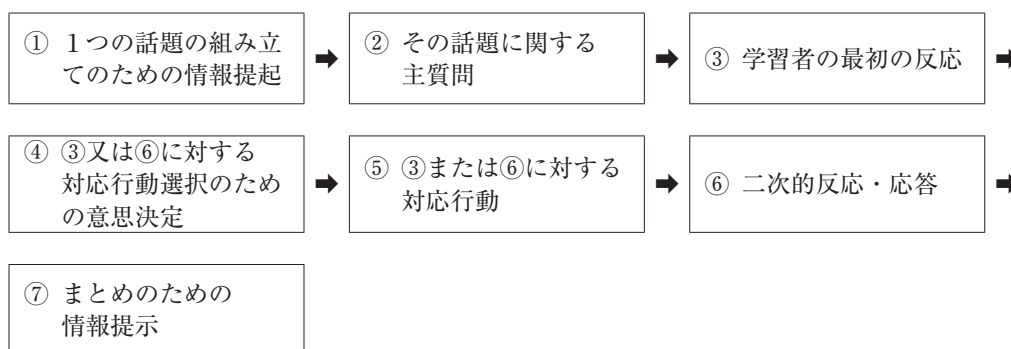 ① １つの話題の組み立
てのための情報提起
➡
② その話題に関する
主質問
➡
③ 学習者の最初の反応
➡
④ ③又は⑥に対する
対応行動選択のため
の意思決定
➡
⑤ ③または⑥に対する
対応行動
➡
⑥ 二次的反応・応答
➡
⑦ まとめのための
情報提示